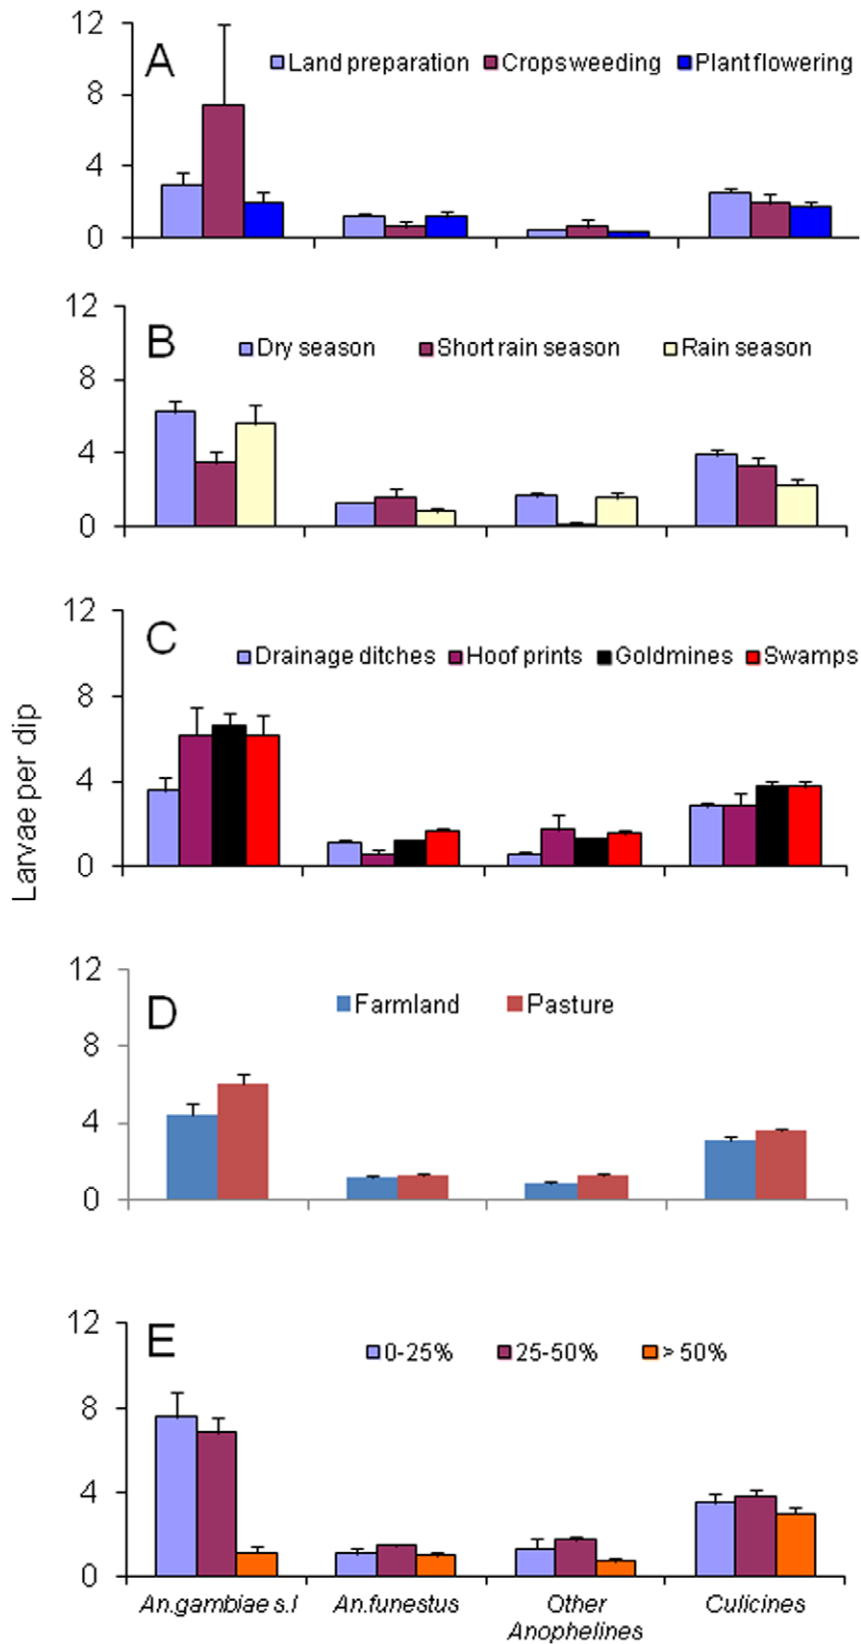 12
A
Land preparation Crops weeding Plant flowering
8
4
0
12
B
Dry season Short rain season Rain season
8
4
0
12
C
Drainage ditches Hoof prints Goldmines Swamps
8
4
0
Larvae per dip
12
D
Farmland Pasture
8
4
0
12
E
0-25% 25-50% > 50%
8
4
0
An.gambiae s.l An.funestus Other Culicines
Anophelines